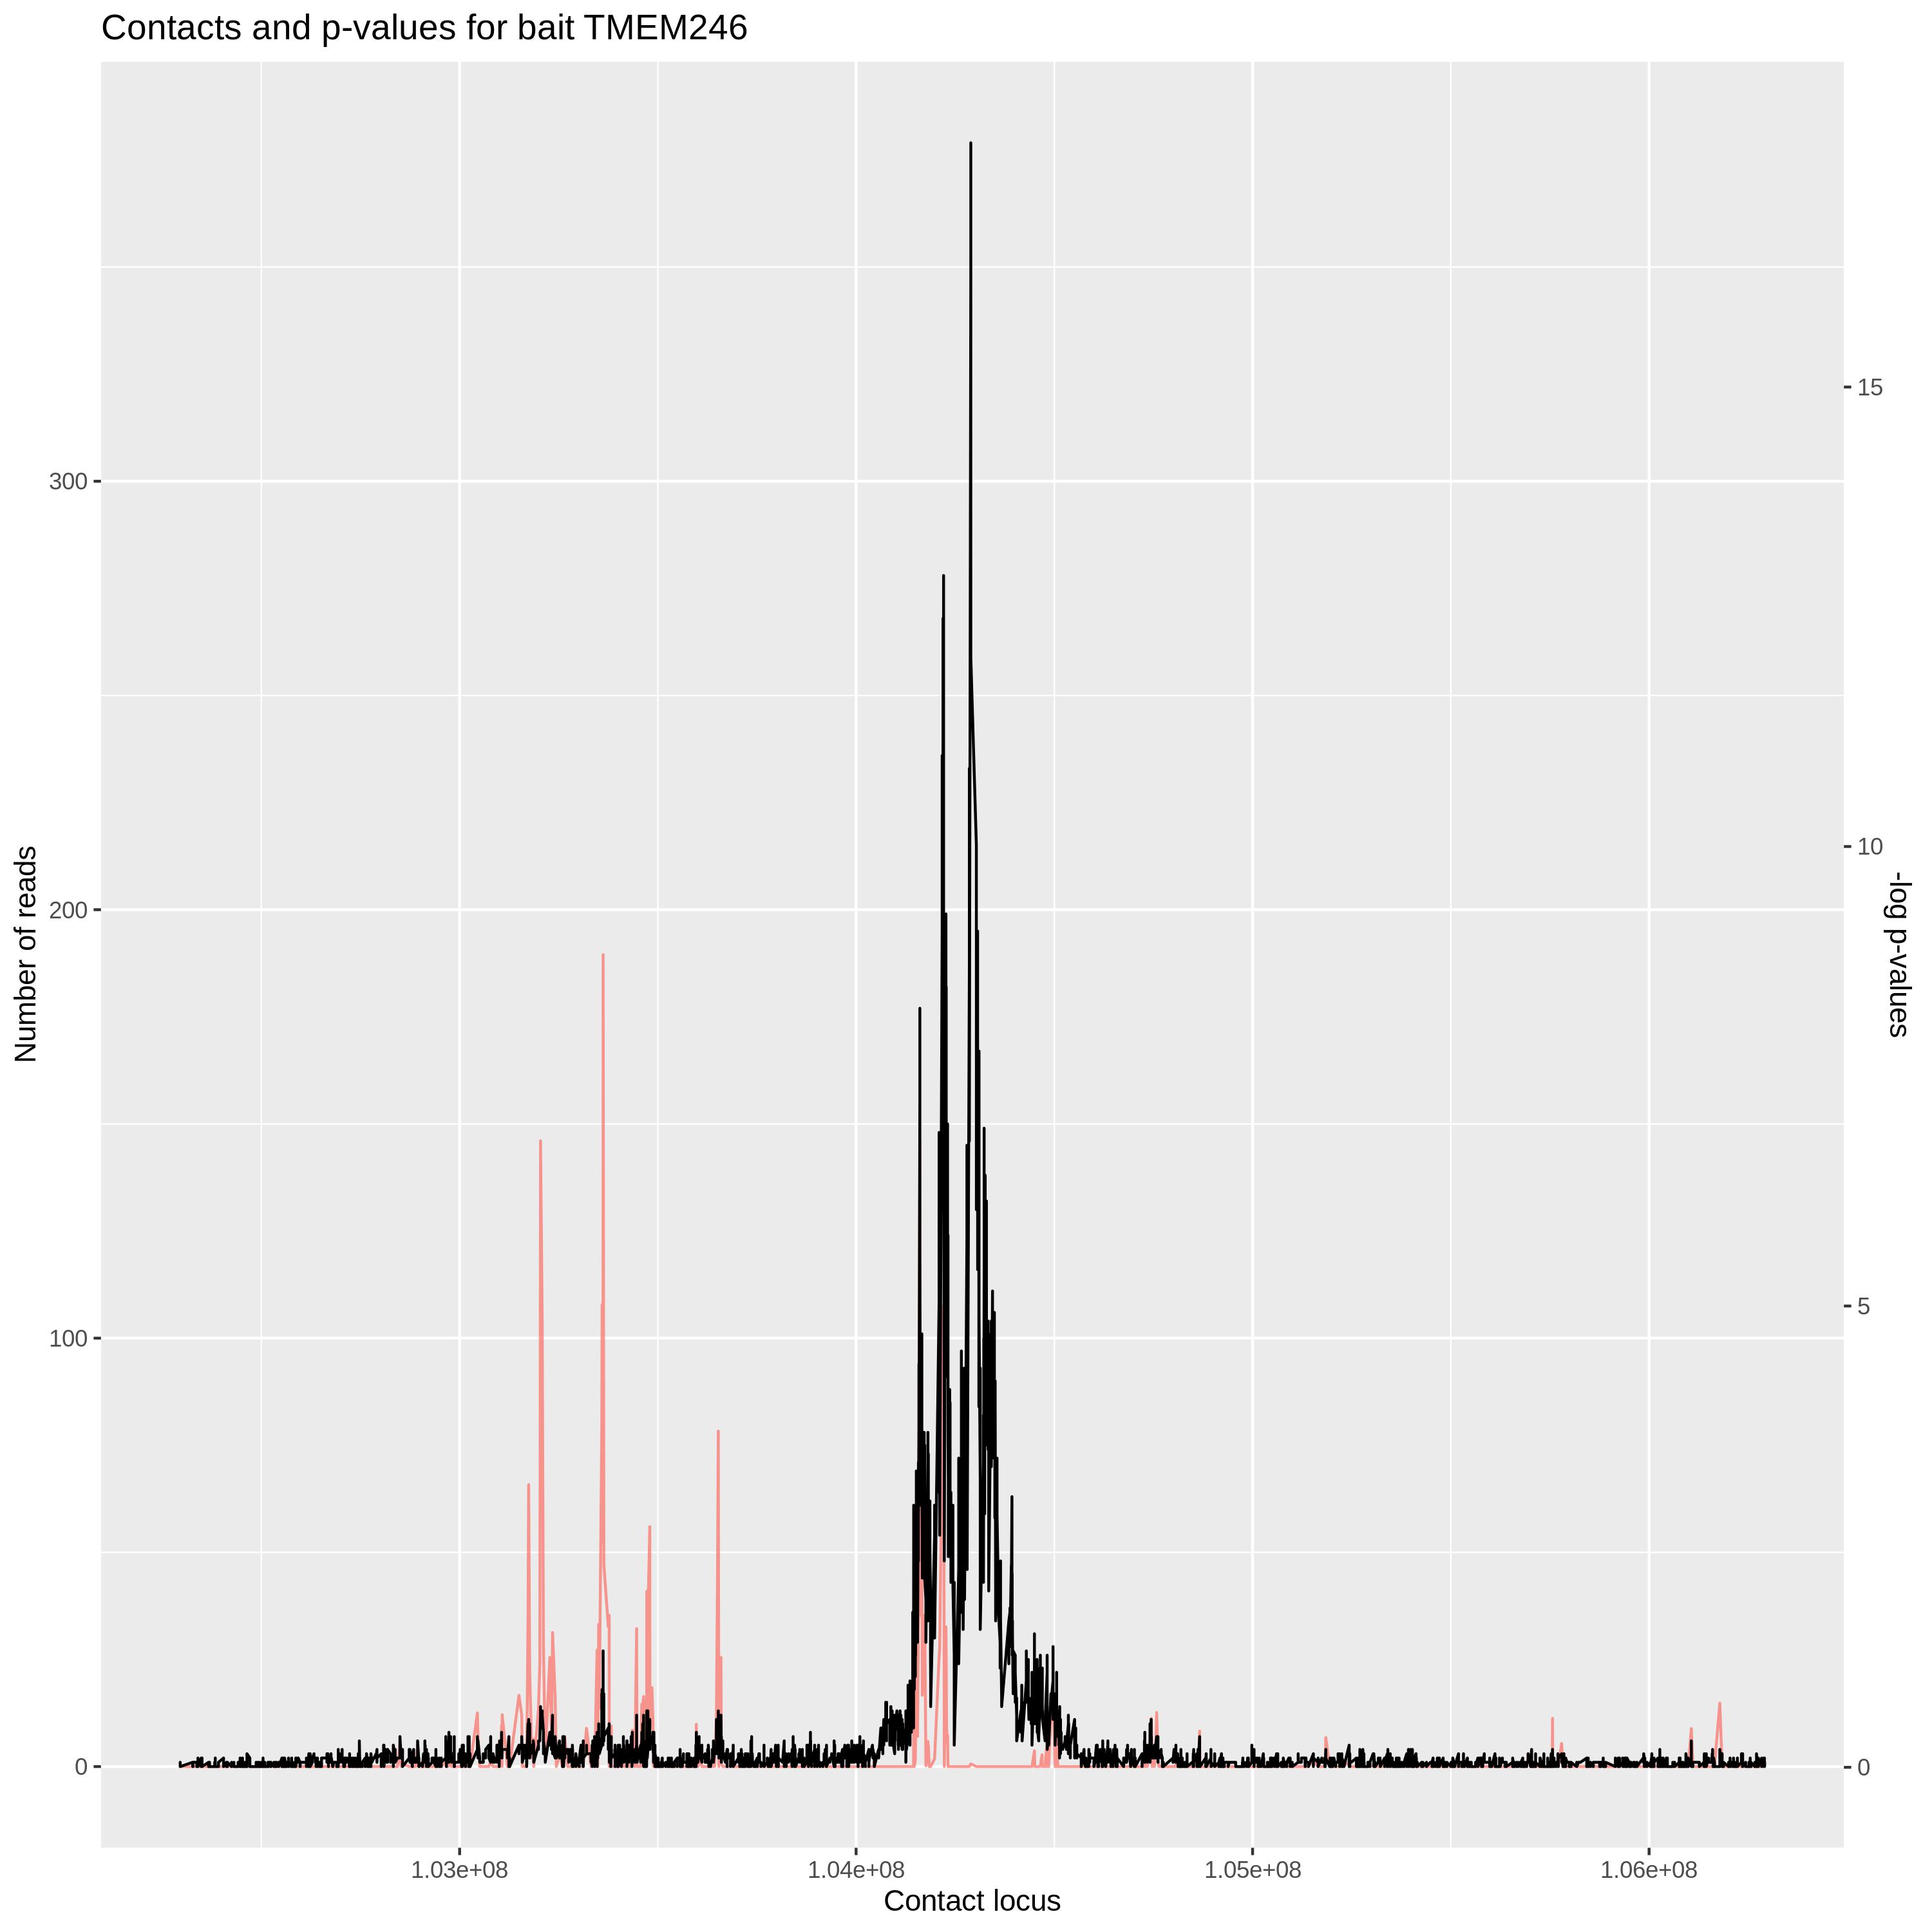 Contacts and p-values for bait TMEM246
Number of reads
300
200
100
0
15
10
5
0
-log p-values
1.03e+08
1.04e+08
1.05e+08
1.06e+08
Contact locus